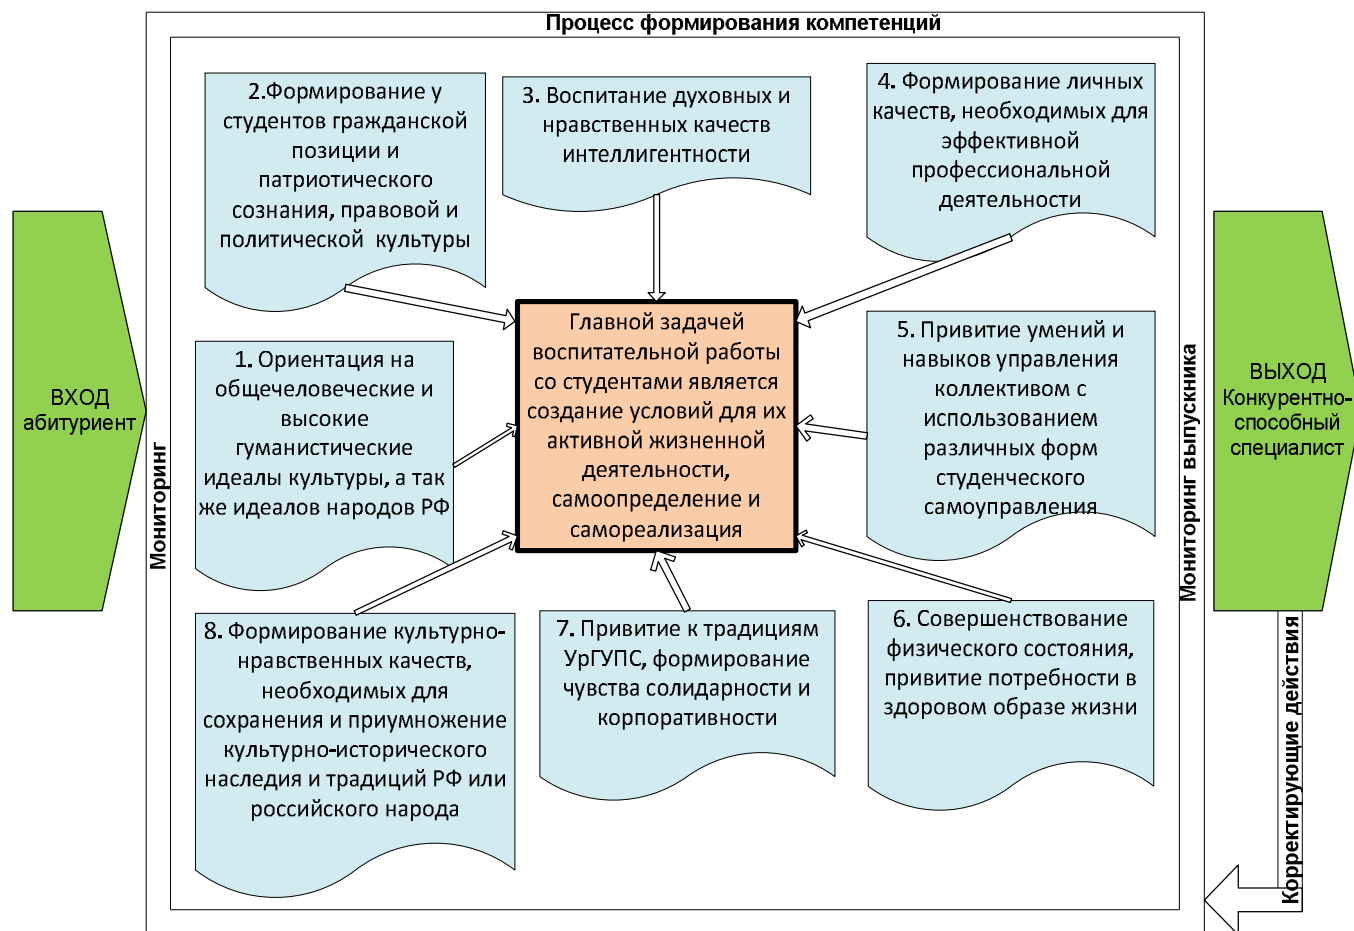 Процесс формирования компетенций
2.Формирование у
студентов гражданской
позиции и
патриотического
сознания, правовой и
политической культуры
3. Воспитание духовных и
нравственных качеств
интеллигентности
4. Формирование личных
качеств, необходимых для
эффективной
профессиональной
деятельности
ВХОД
абитуриент
Мониторинг
1. Ориентация на
общечеловеческие и
высокие
гуманистические
идеалы культуры, а так
же идеалов народов РФ
Главной задачей
воспитательной работы
со студентами является
создание условий для их
активной жизненной
деятельности,
самоопределение и
самореализация
5. Привитие умений и
навыков управления
коллективом с
использованием
различных форм
студенческого
самоуправления
Мониторинг выпускника
ВЫХОД
Конкурентно-
способный
специалист
8. Формирование культурно-
нравственных качеств,
необходимых для
сохранения и приумножение
культурно-исторического
наследия и традиций РФ или
российского народа
7. Привитие к традициям
УрГУПС, формирование
чувства солидарности и
корпоративности
6. Совершенствование
физического состояния,
привитие потребности в
здоровом образе жизни
Корректирующие действия